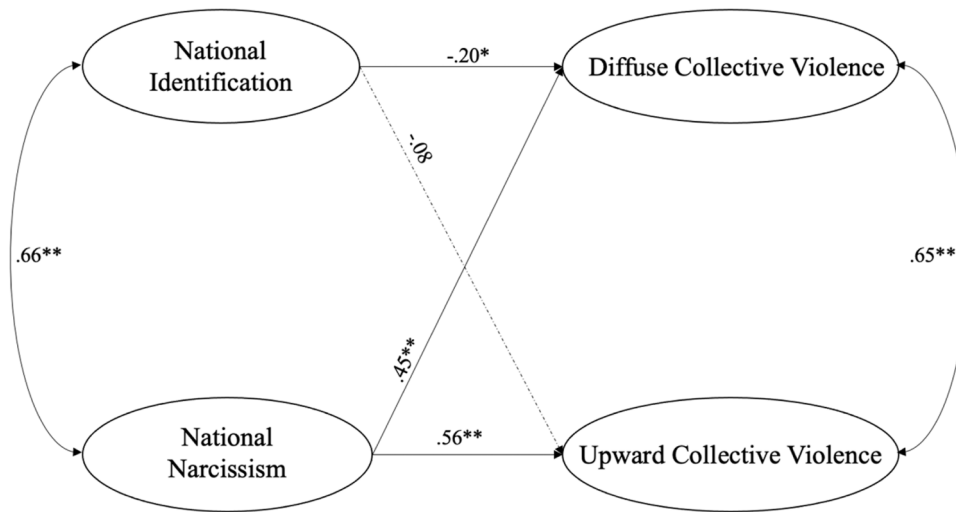 National
Identification
-.20*
Diffuse Collective Violence
-.08
.66**
.65**
.45**
National
Narcissism
.56**
Upward Collective Violence